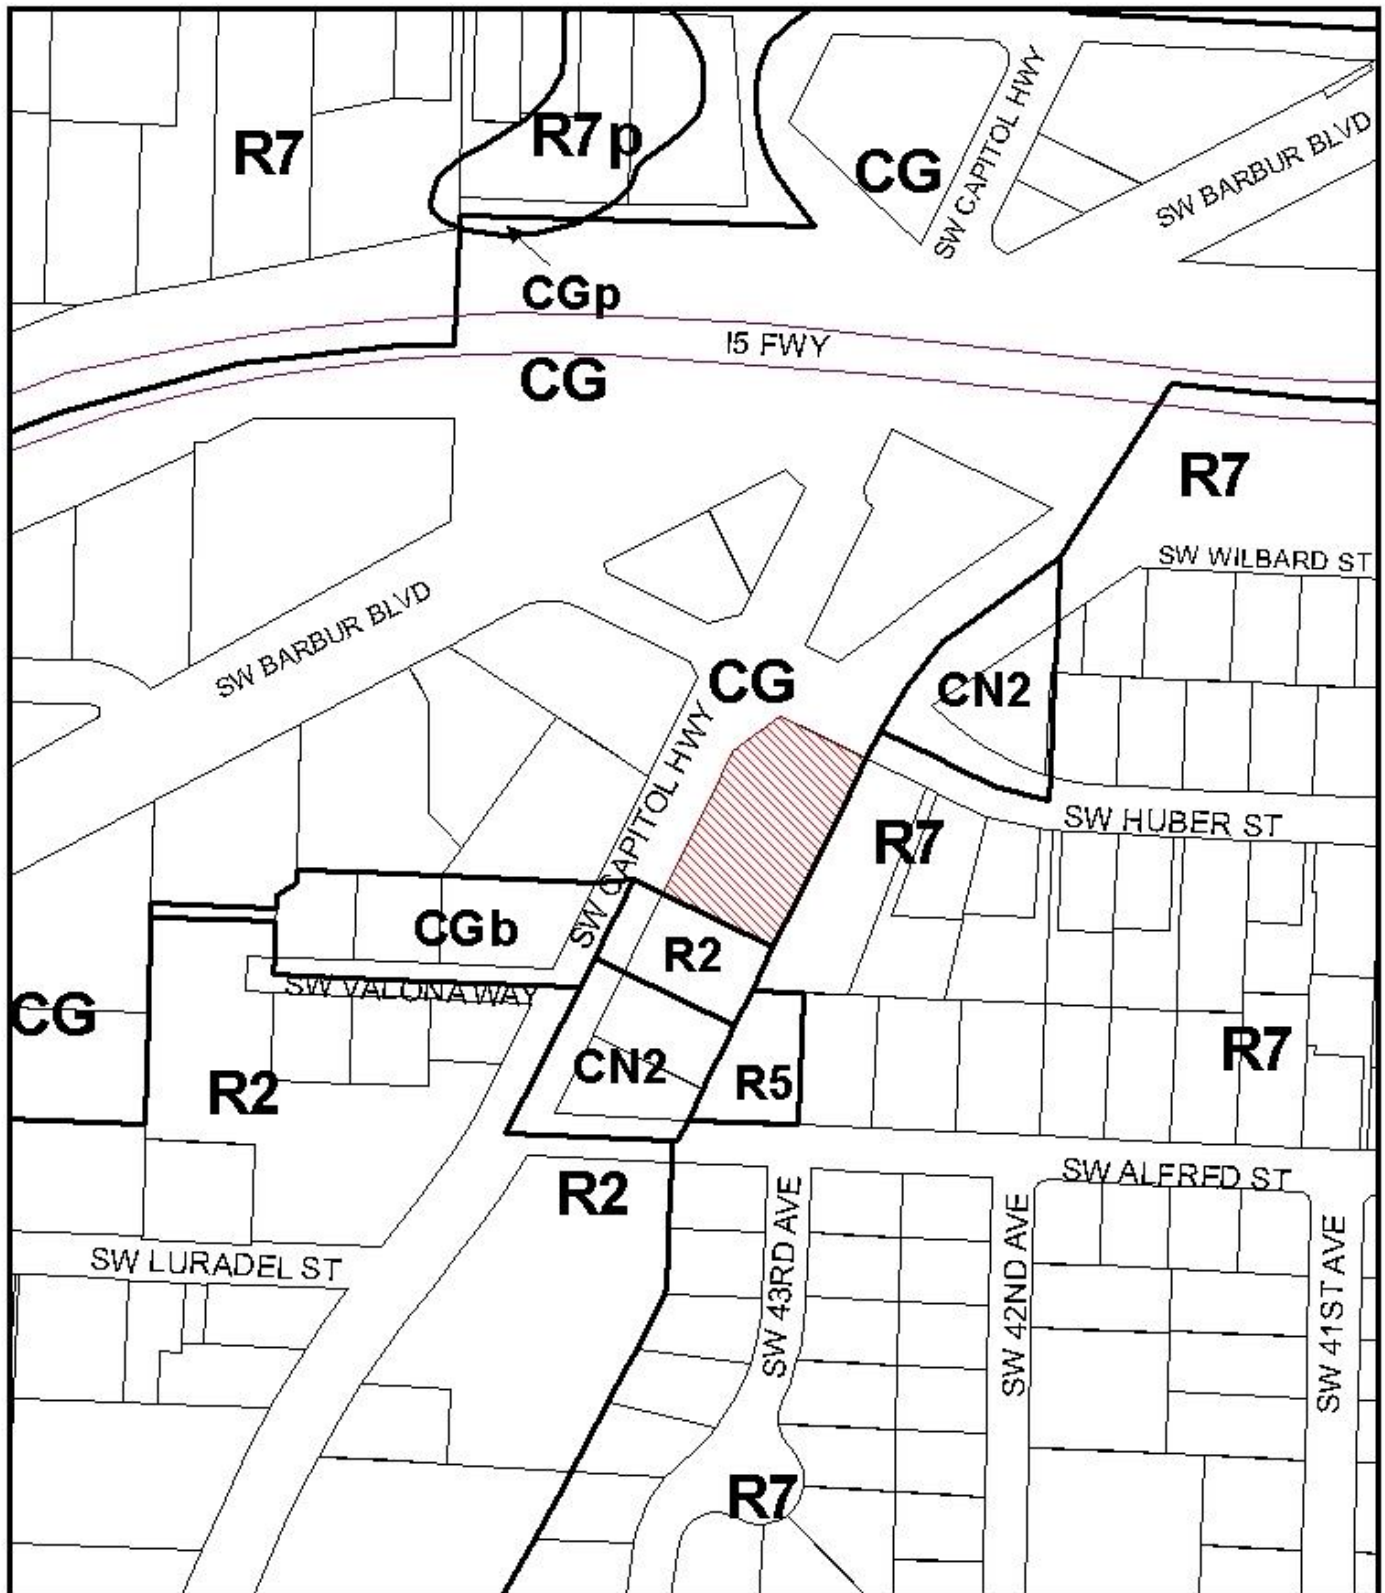 R7
R7p
CG
SW CAPITOL HWY
SW BARBUR BLVD
CGp
I5 FWY
CG
R7
SW WILBARD ST
SW BARBUR BLVD
CG
CN2
SW CAPITOL HWY
SW HUBER ST
R7
CGb
R2
SW VALONA WAY
CG
R7
CN2
R5
R2
SW ALFRED ST
R2
SW LURADEL ST
SW 43RD AVE
SW 42ND AVE
SW 41ST AVE
R7